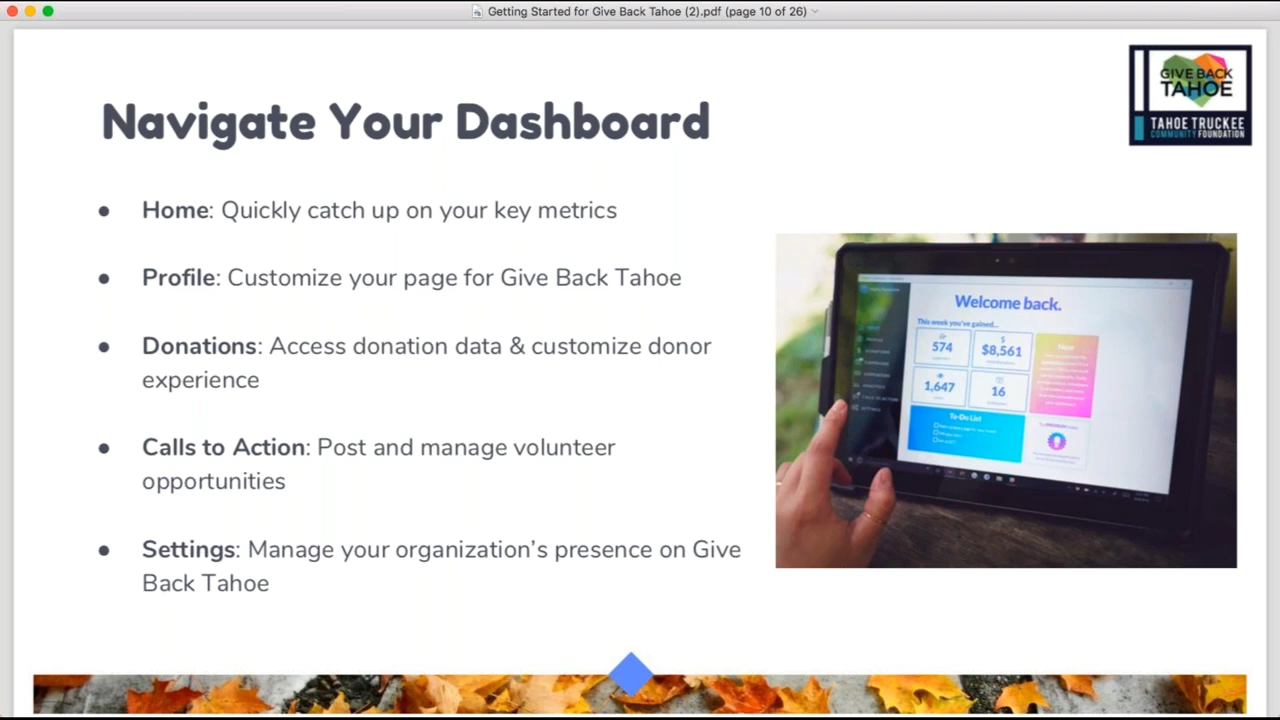 Getting Started for Give Back Tahoe (2).pdf (page 10 of 26)
GIVE BACK
TAHOE
TAHOE TRUCKEE
COMMUNITY FOUNDATION
Navigate Your Dashboard
● Home: Quickly catch up on your key metrics
● Profile: Customize your page for Give Back Tahoe
● Donations: Access donation data & customize donor
experience
● Calls to Action: Post and manage volunteer
opportunities
● Settings: Manage your organization’s presence on Give
Back Tahoe
Welcome back.
This week you've gained...
574
$8,561
1,647
16
To-Do List